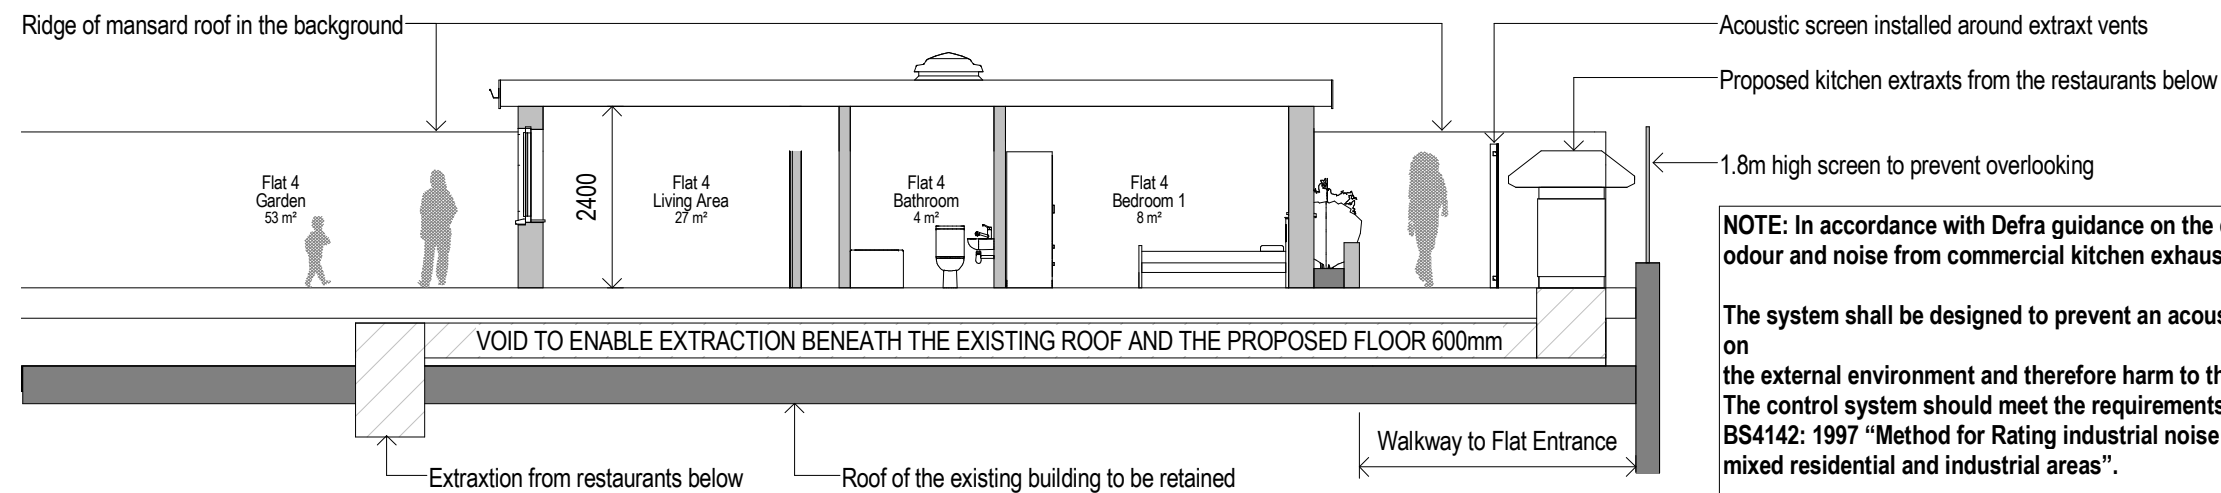 Ridge of mansard roof in the background
Acoustic screen installed around extraxt vents
Proposed kitchen extraxts from the restaurants below
1.8m high screen to prevent overlooking
Flat 4
Garden
53 m²
2400
Flat 4
Living Area
27 m²
Flat 4
Bathroom
4 m²
Flat 4
Bedroom 1
8 m²
NOTE: In accordance with Defra guidance on the
odour and noise from commercial kitchen exhaus
The system shall be designed to prevent an acous
on
the external environment and therefore harm to th
The control system should meet the requirements
BS4142: 1997 “Method for Rating industrial noise
mixed residential and industrial areas”.
VOID TO ENABLE EXTRACTION BENEATH THE EXISTING ROOF AND THE PROPOSED FLOOR 600mm
Walkway to Flat Entrance
Extraxtion from restaurants below
Roof of the existing building to be retained